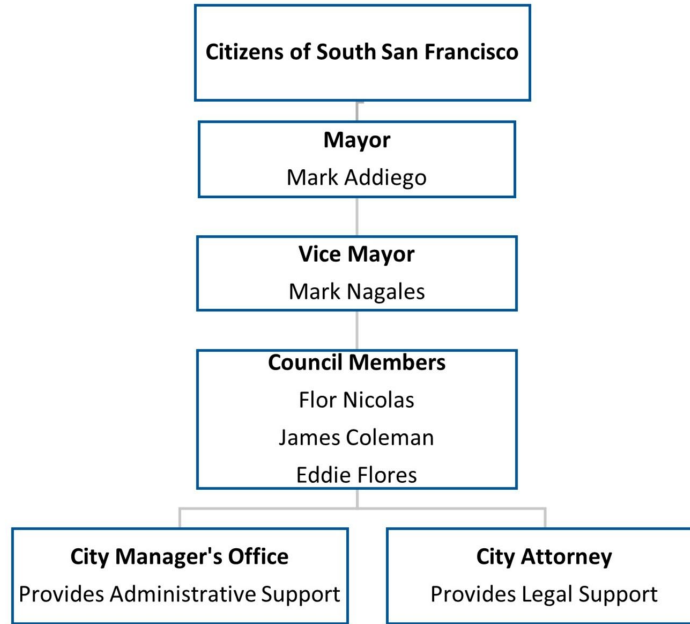 Citizens of South San Francisco
Mayor
Mark Addiego
Vice Mayor
Mark Nagales
Council Members
Flor Nicolas
James Coleman
Eddie Flores
City Manager's Office
Provides Administrative Support
City Attorney
Provides Legal Support